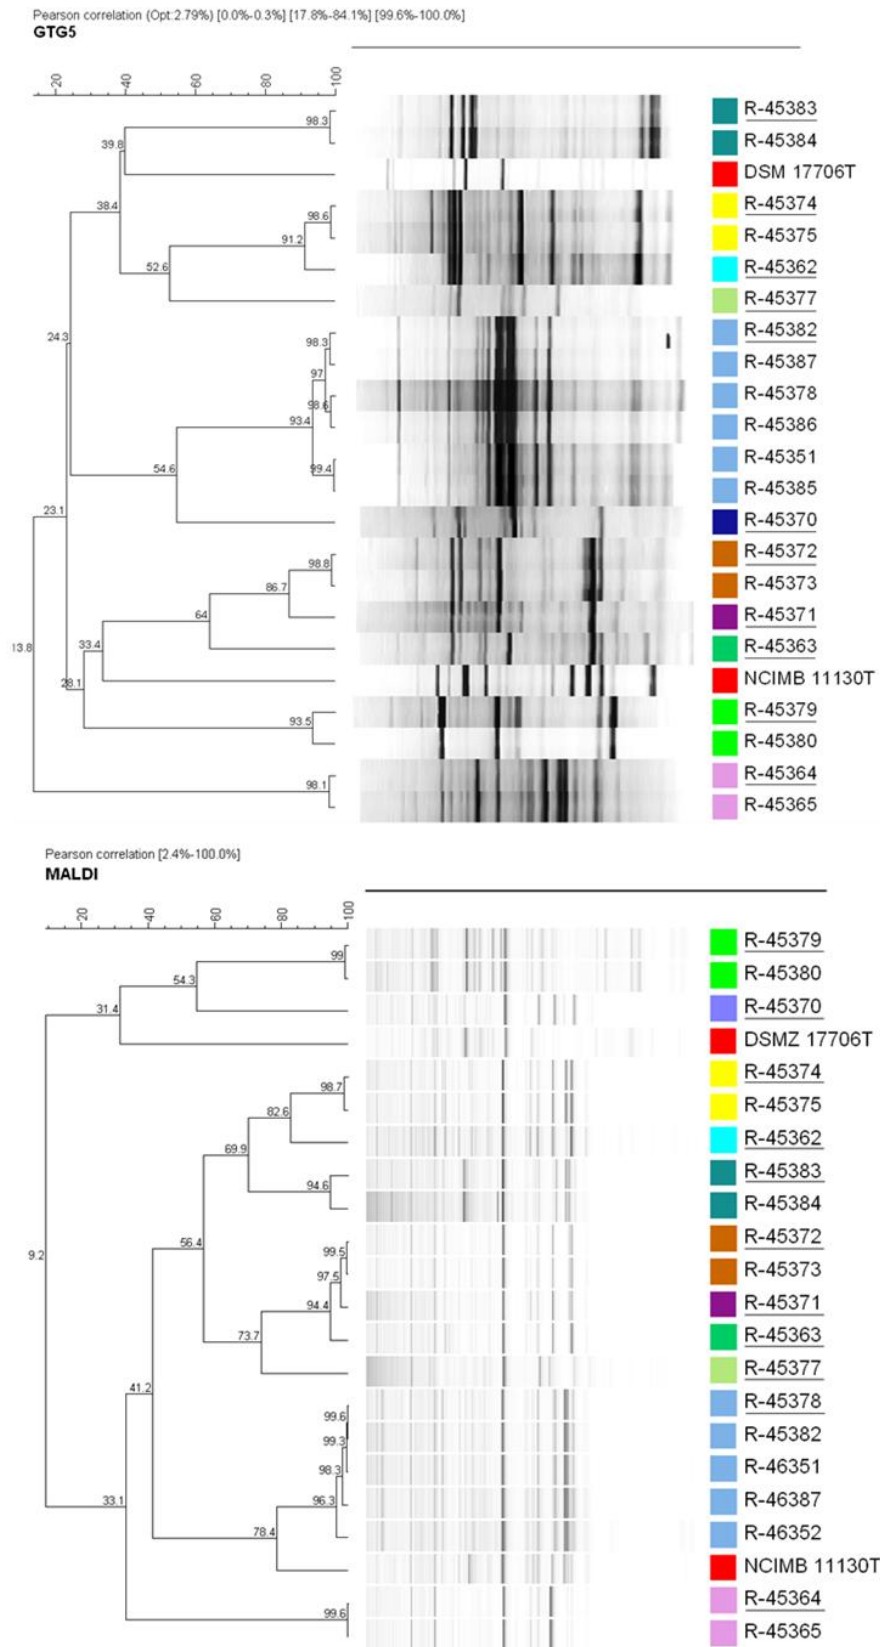 Pearson correlation (Opt:2.79%) [0.0%-0.3%] [17.8%-84.1%] [99.6%-100.0%]
GTG5
20 40 60 80 100
98.3 R-45383
39.8 R-45384
DSM 17706T
38.4 98.6 R-45374
91.2 R-45375
52.6 R-45362
R-45377
24.3 98.3 R-45382
97 R-45387
98.6 R-45378
93.4 R-45386
99.4 R-45351
54.6 R-45385
23.1 R-45370
98.8 R-45372
86.7 R-45373
64 R-45371
13.8 33.4 R-45363
28.1 NCIMB 11130T
93.5 R-45379
R-45380
98.1 R-45364
R-45365
Pearson correlation [2.4%-100.0%]
MALDI
20 40 60 80 100
99 R-45379
54.3 R-45380
31.4 R-45370
DSMZ 17706T
98.7 R-45374
82.6 R-45375
69.9 R-45362
94.6 R-45383
R-45384
56.4 99.5 R-45372
9.2 97.5 R-45373
94.4 R-45371
73.7 R-45363
R-45377
41.2 99.6 R-45378
99.3 R-45382
98.3 R-46351
33.1 96.3 R-46387
78.4 R-46352
NCIMB 11130T
99.6 R-45364
R-45365